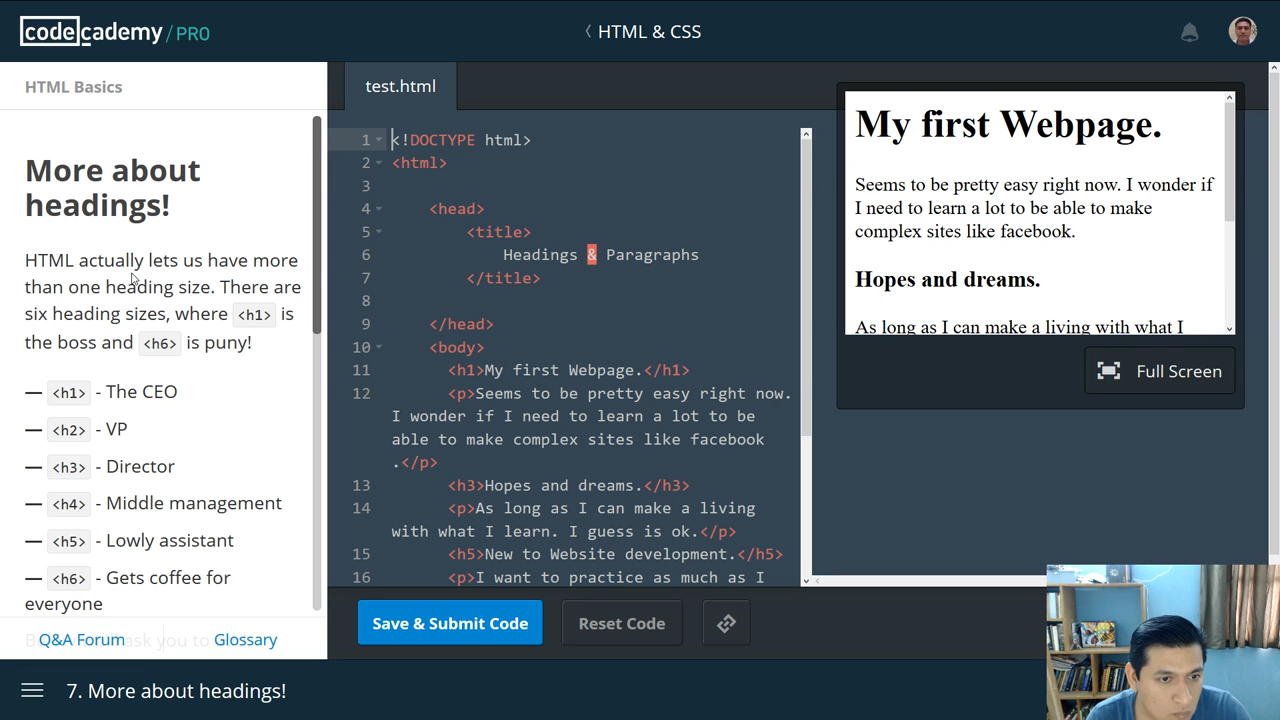 codecademy / PRO
〈 HTML & CSS
HTML Basics
More about
headings!
HTML actually lets us have more
than one heading size. There are
six heading sizes, where <h1> is
the boss and <h6> is puny!
— <h1> - The CEO
— <h2> - VP
— <h3> - Director
— <h4> - Middle management
— <h5> - Lowly assistant
— <h6> - Gets coffee for
everyone
ask you to
Q&A Forum
Glossary
test.html
1 <!DOCTYPE html>
2 <html>
3
4 <head>
5 <title>
6 Headings & Paragraphs
7 </title>
8
9 </head>
10 <body>
11 <h1>My first Webpage.</h1>
12 <p>Seems to be pretty easy right now.
I wonder if I need to learn a lot to be
able to make complex sites like facebook
.</p>
13 <h3>Hopes and dreams.</h3>
14 <p>As long as I can make a living
with what I learn. I guess is ok.</p>
15 <h5>New to Website development.</h5>
16 <p>I want to practice as much as I
Save & Submit Code
Reset Code
My first Webpage.
Seems to be pretty easy right now. I wonder if
I need to learn a lot to be able to make
complex sites like facebook.
Hopes and dreams.
As long as I can make a living with what I
Full Screen
7. More about headings!